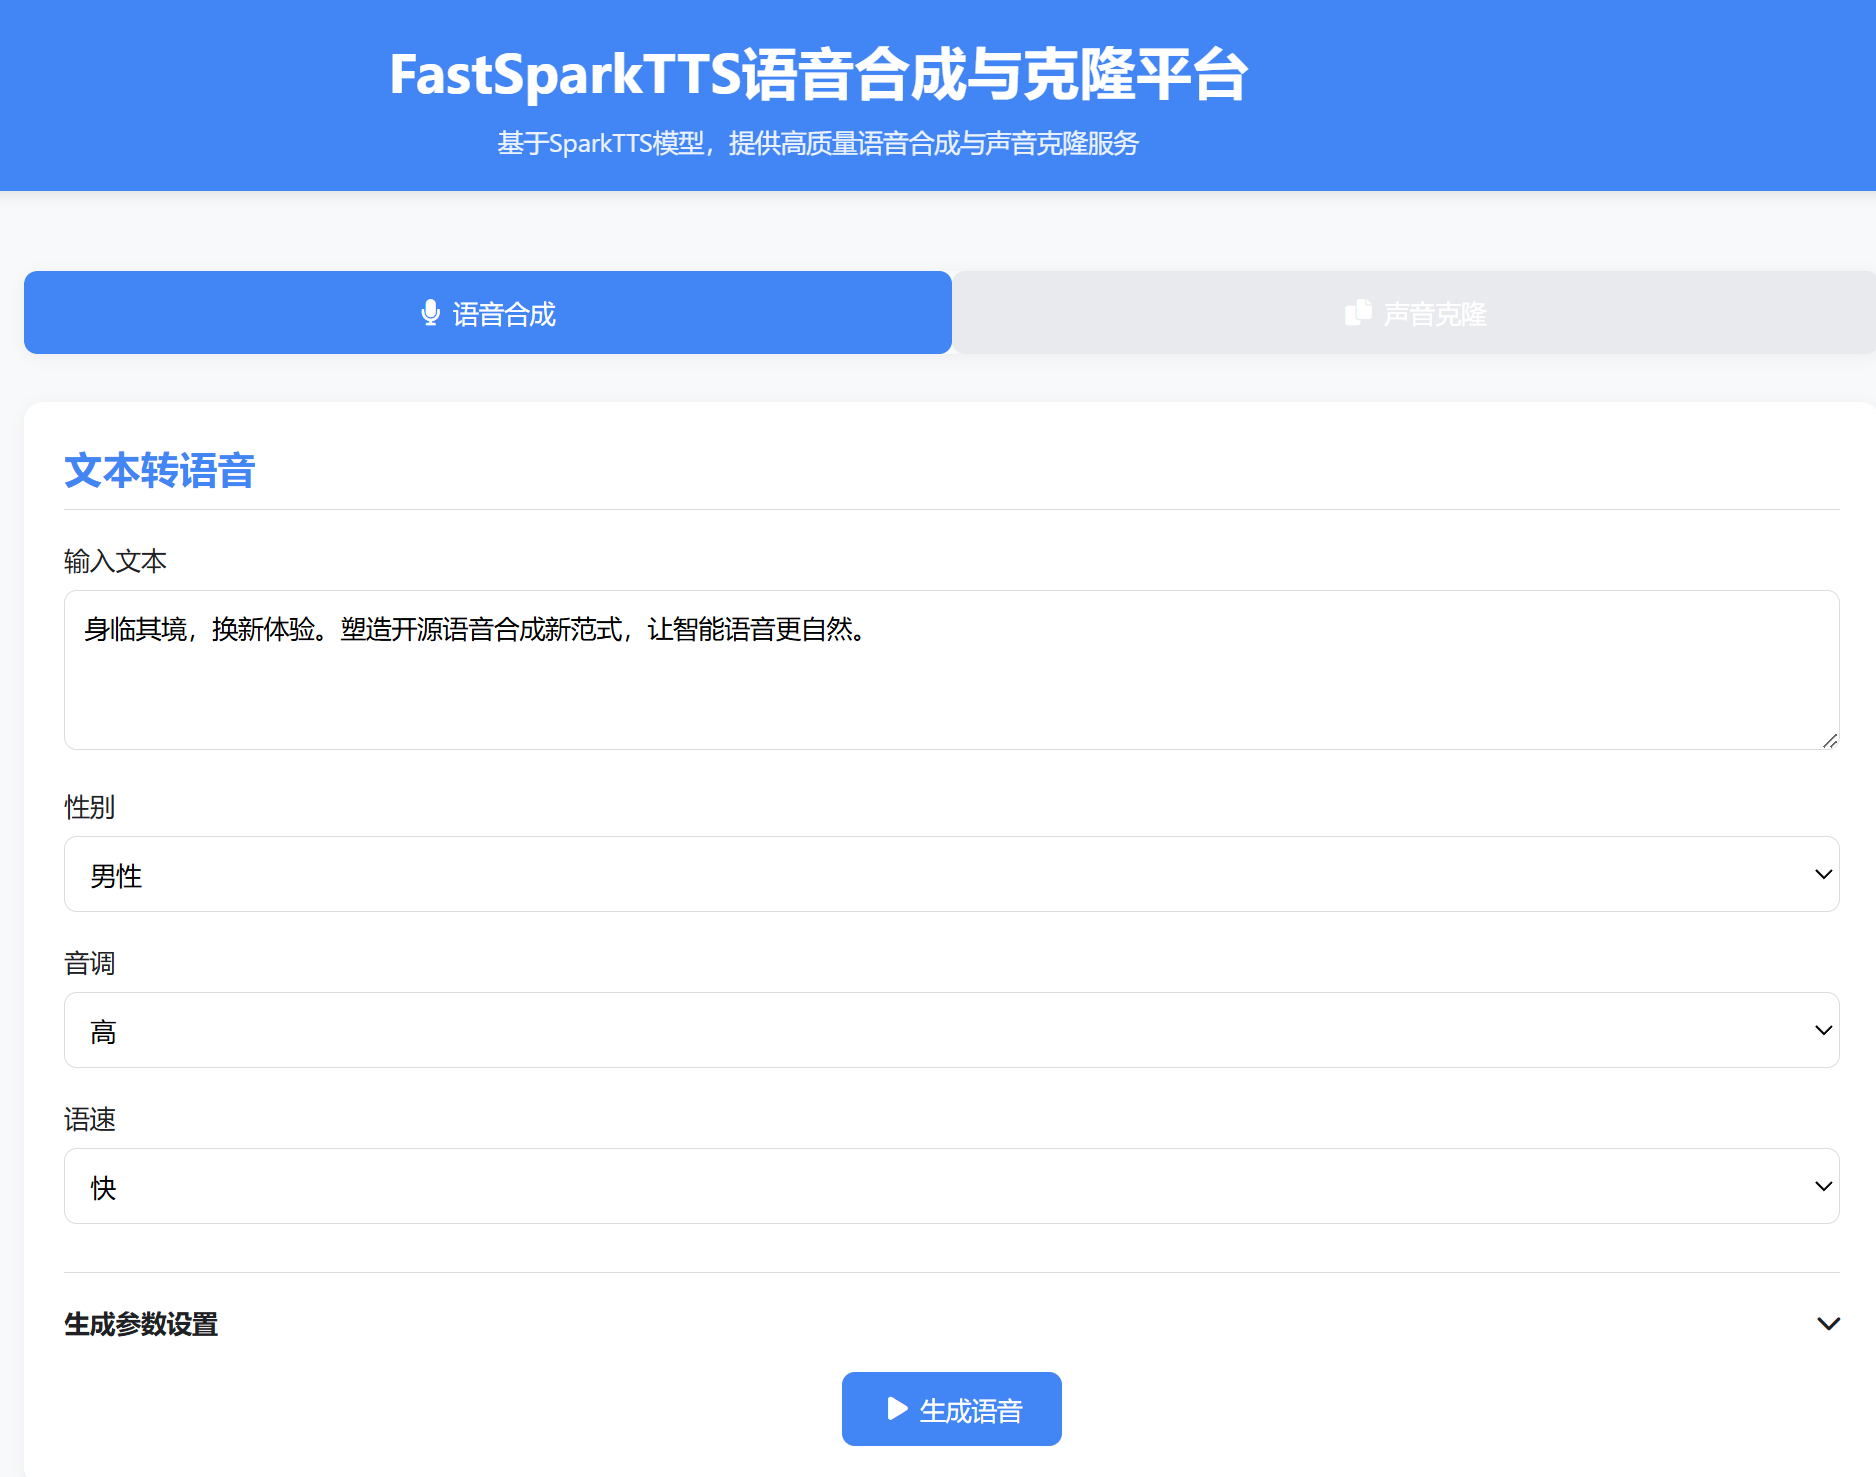 FastSparkTTS语音合成与克隆平台
基于SparkTTS模型，提供高质量语音合成与声音克隆服务
语音合成
声音克隆
文本转语音
输入文本
身临其境，换新体验。塑造开源语音合成新范式，让智能语音更自然。
性别
男性
音调
高
语速
快
生成参数设置
生成语音